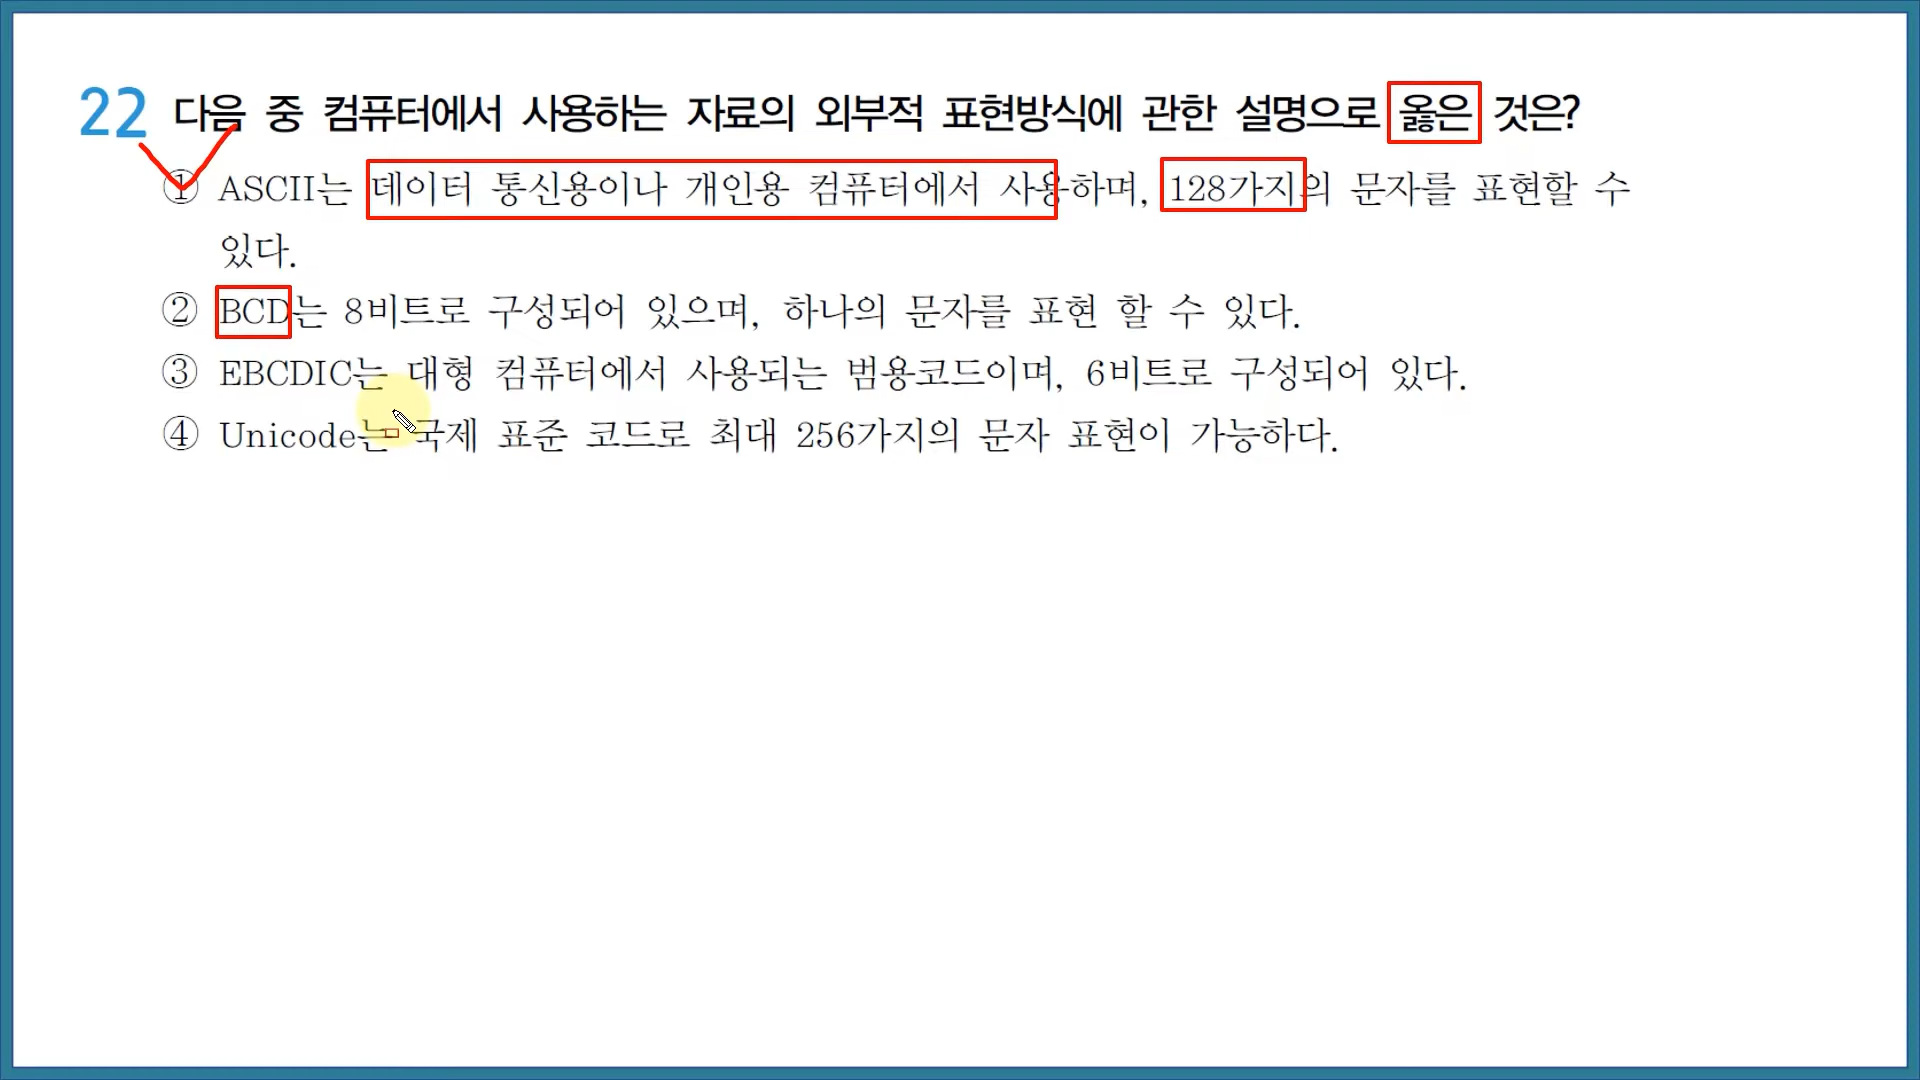 22 다음 중 컴퓨터에서 사용하는 자료의 외부적 표현방식에 관한 설명으로 옳은 것은?
① ASCII는 데이터 통신용이나 개인용 컴퓨터에서 사용하며, 128가지의 문자를 표현할 수
있다.
② BCD는 8비트로 구성되어 있으며, 하나의 문자를 표현 할 수 있다.
③ EBCDIC는 대형 컴퓨터에서 사용되는 범용코드이며, 6비트로 구성되어 있다.
④ Unicode는 국제 표준 코드로 최대 256가지의 문자 표현이 가능하다.